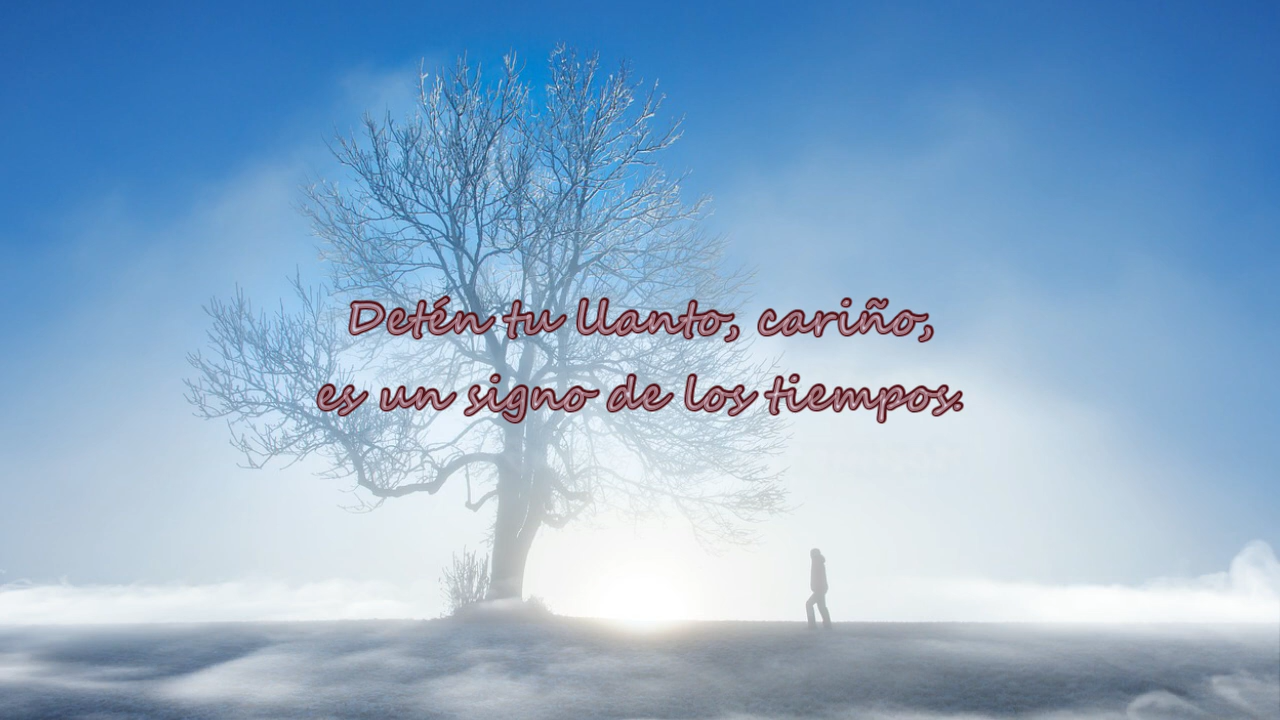 Detén tu llanto, cariño,
es un signo de los tiempos.